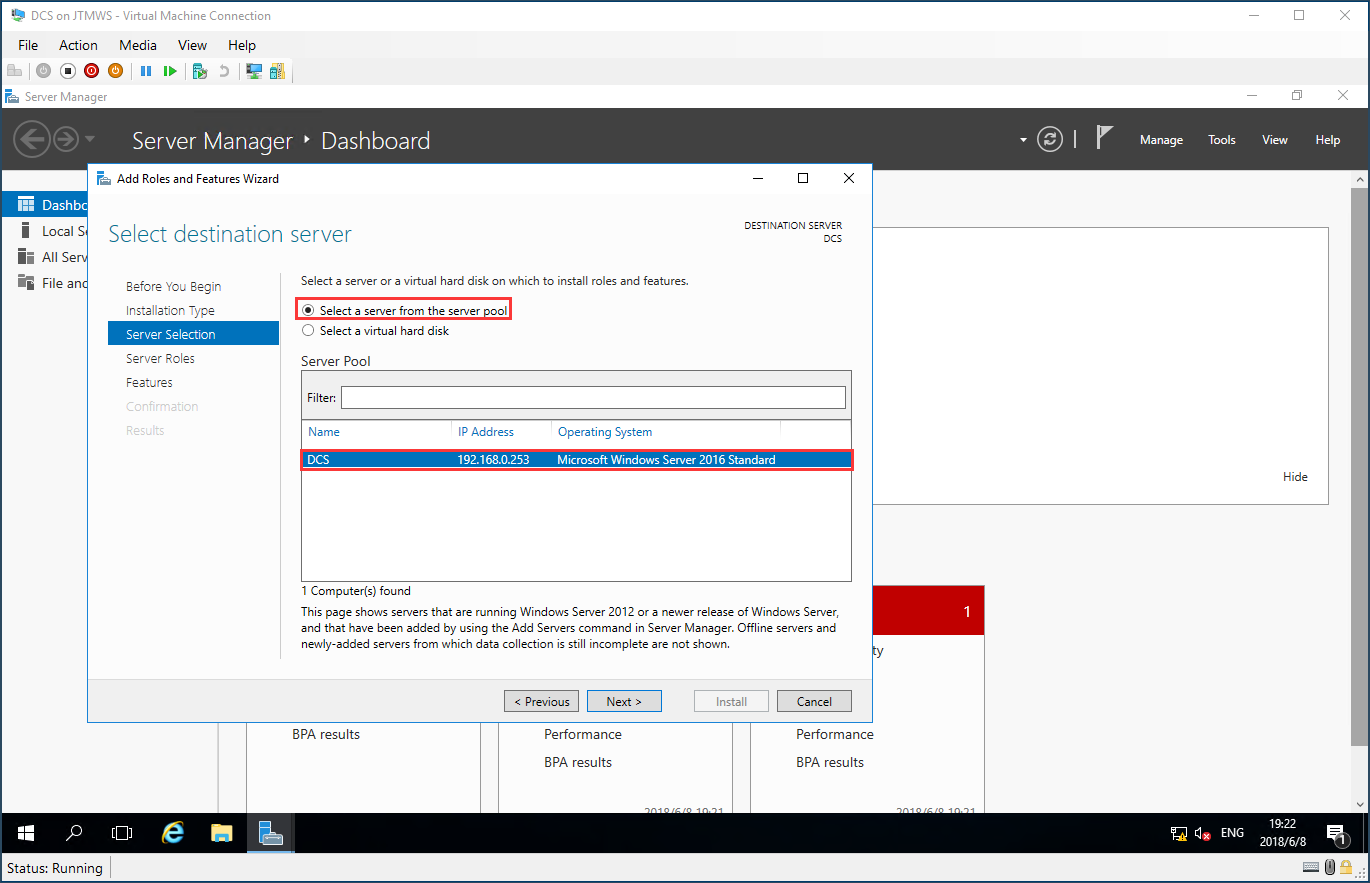 DCS on JTMWS - Virtual Machine Connection
File Action Media View Help
Server Manager
Server Manager ‣ Dashboard
Manage Tools View Help
Add Roles and Features Wizard
Select destination server
DESTINATION SERVER
DCS
Dashbo
Local Se
All Serv
File and
Before You Begin
Installation Type
Server Selection
Server Roles
Features
Confirmation
Results
Select a server or a virtual hard disk on which to install roles and features.
Select a server from the server pool
Select a virtual hard disk
Server Pool
Filter:
Name IP Address Operating System
DCS 192.168.0.253 Microsoft Windows Server 2016 Standard
1 Computer(s) found
This page shows servers that are running Windows Server 2012 or a newer release of Windows Server,
and that have been added by using the Add Servers command in Server Manager. Offline servers and
newly-added servers from which data collection is still incomplete are not shown.
< Previous Next > Install Cancel
Hide
1
ty
BPA results
Performance
BPA results
2018/6/8 19:21
Performance
BPA results
2018/6/8 19:21
ENG
19:22
2018/6/8
1
Status: Running